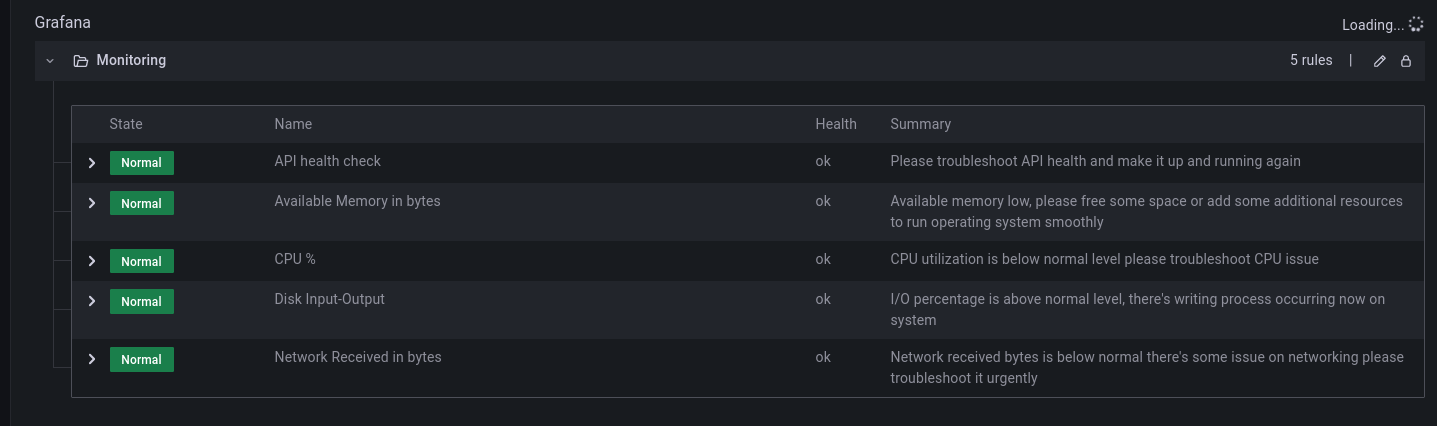 Grafana
Loading...
Monitoring
5 rules |
State Name Health Summary
Normal API health check ok Please troubleshoot API health and make it up and running again
Normal Available Memory in bytes ok Available memory low, please free some space or add some additional resources
to run operating system smoothly
Normal CPU % ok CPU utilization is below normal level please troubleshoot CPU issue
Normal Disk Input-Output ok I/O percentage is above normal level, there's writing process occurring now on
system
Normal Network Received in bytes ok Network received bytes is below normal there's some issue on networking please
troubleshoot it urgently